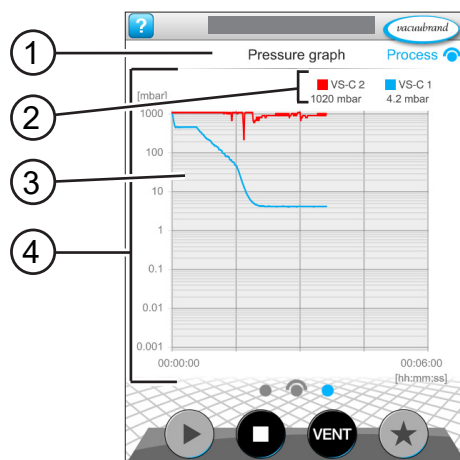 ?
vacuubrand
1
Pressure graph
Process
2
VS-C 2
VS-C 1
1020 mbar
4.2 mbar
[mbar]
1000
100
3
10
4
1
0.1
0.01
0.001
00:00:00
00:06:00
[hh:mm:ss]
VENT